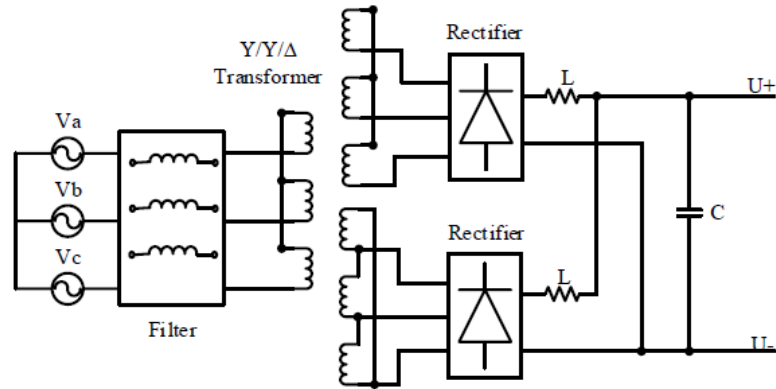 Y/Y/Δ
Transformer
Rectifier
L
U+
Va
Vb
Vc
Filter
C
Rectifier
L
U-